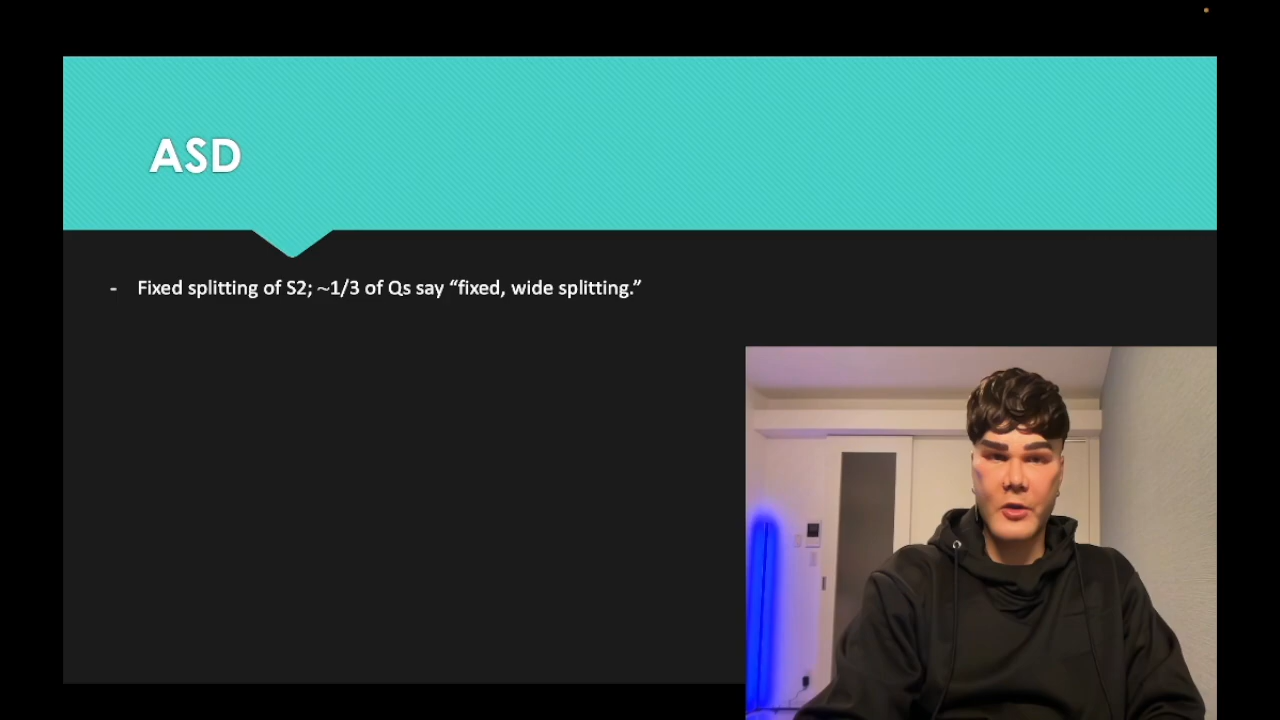 ASD
- Fixed splitting of S2; ~1/3 of Qs say “fixed, wide splitting.”